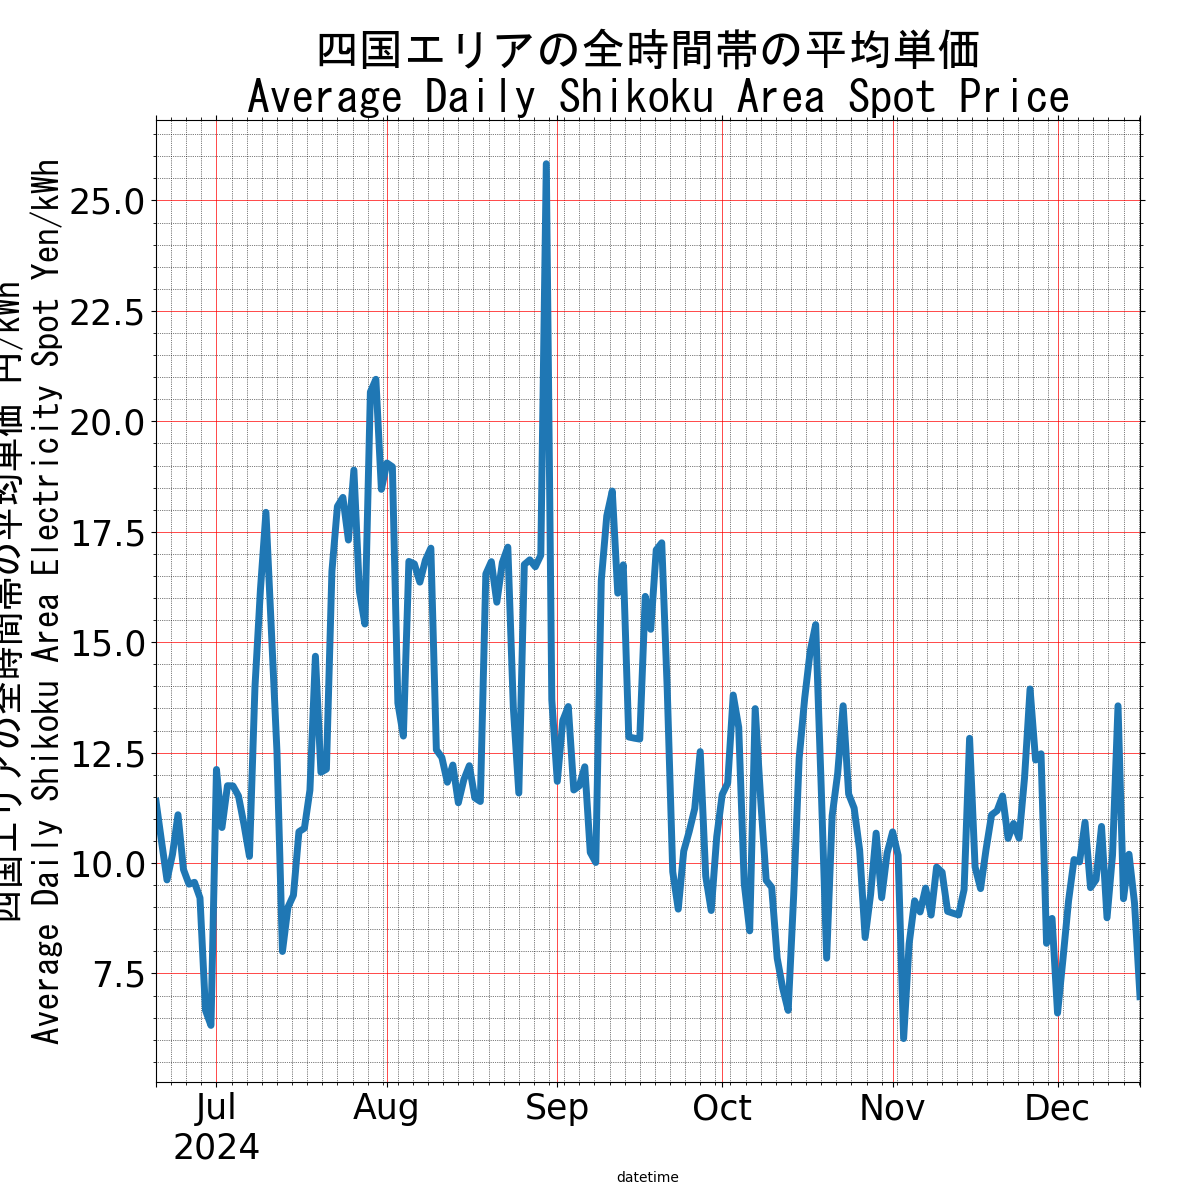 四国エリアの全時間帯の平均単価
Average Daily Shikoku Area Spot Price
四国エリアの全時間帯の平均単価 円/kWh
Average Daily Shikoku Area Electricity Spot Yen/kWh
25.0
22.5
20.0
17.5
15.0
12.5
10.0
7.5
Jul Aug Sep Oct Nov Dec
2024
datetime